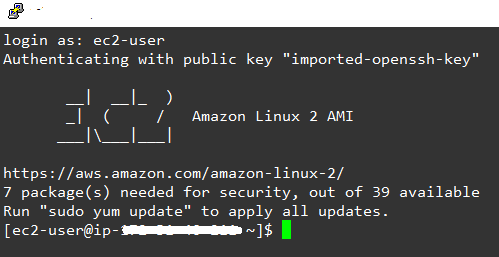 login as: ec2-user
Authenticating with public key "imported-openssh-key"
__|  __|_  )
_|  (     /   Amazon Linux 2 AMI
___|\___|___|
https://aws.amazon.com/amazon-linux-2/
7 package(s) needed for security, out of 39 available
Run "sudo yum update" to apply all updates.
[ec2-user@ip- ~]$